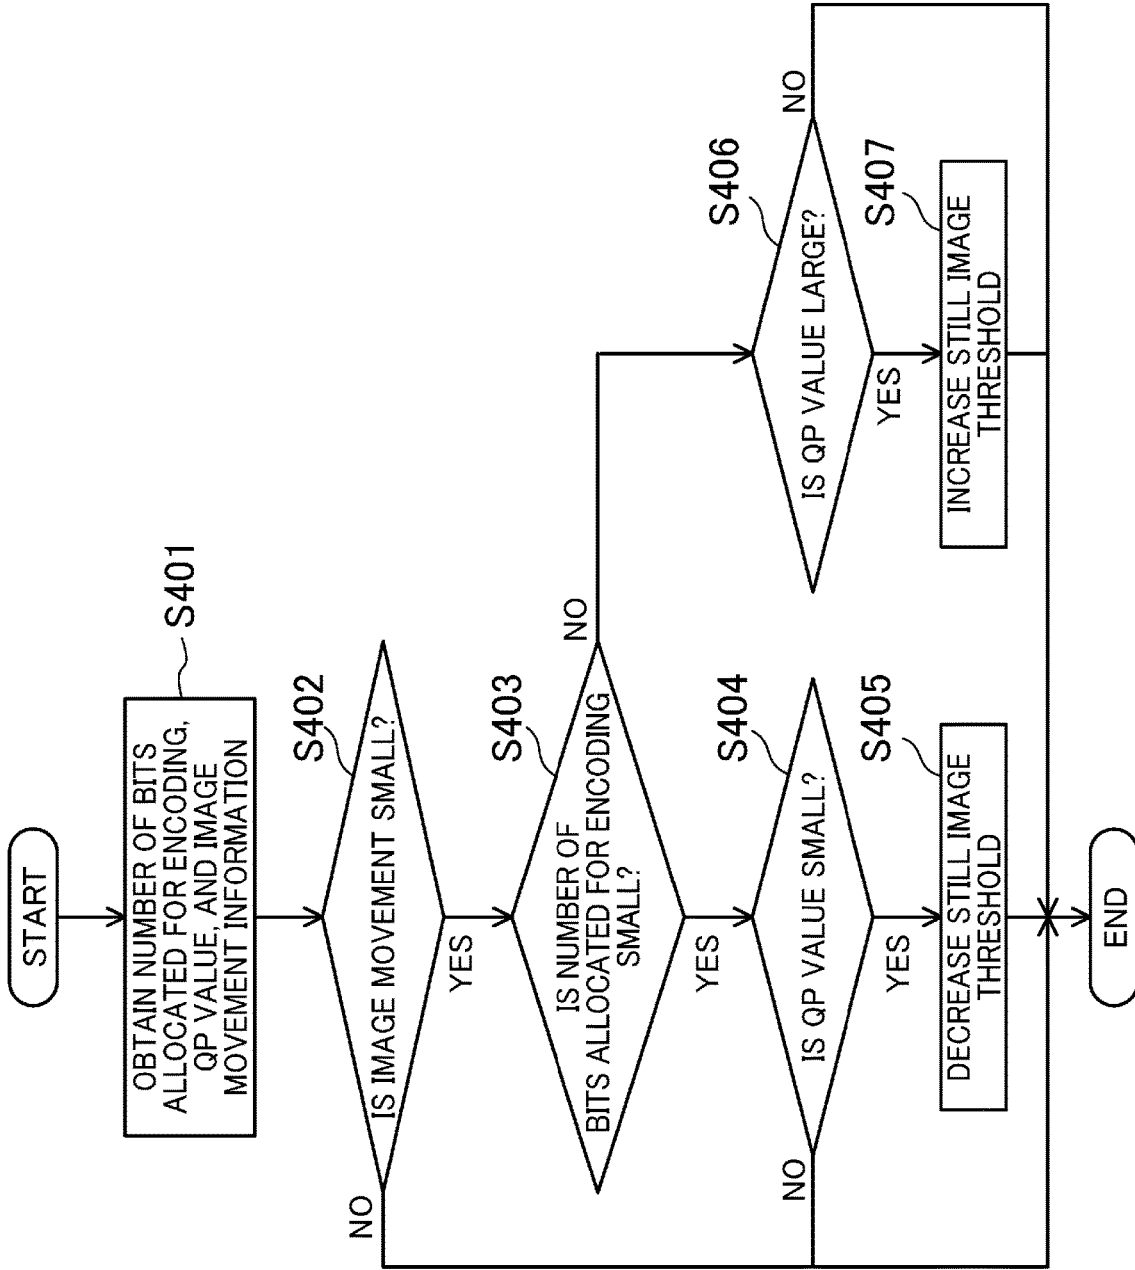 START
OBTAIN NUMBER OF BITS
ALLOCATED FOR ENCODING,
QP VALUE, AND IMAGE
MOVEMENT INFORMATION
S401
IS IMAGE MOVEMENT SMALL?
S402
NO
YES
IS NUMBER OF
BITS ALLOCATED FOR ENCODING
SMALL?
S403
NO
YES
IS QP VALUE SMALL?
S404
NO
YES
DECREASE STILL IMAGE
THRESHOLD
S405
IS QP VALUE LARGE?
S406
NO
YES
INCREASE STILL IMAGE
THRESHOLD
S407
END